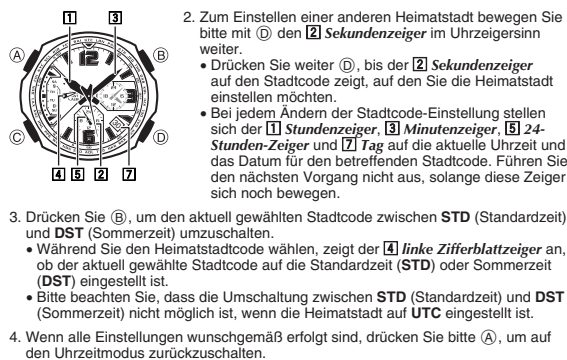 1 3
A B
C D
4 5 2 7
2. Zum Einstellen einer anderen Heimatstadt bewegen Sie
bitte mit D den 2 Sekundenzeiger im Uhrzeigersinn
weiter.
• Drücken Sie weiter D, bis der 2 Sekundenzeiger
auf den Stadtcode zeigt, auf den Sie die Heimatstadt
einstellen möchten.
• Bei jedem Ändern der Stadtcode-Einstellung stellen
sich der 1 Stundenzeiger, 3 Minutenzeiger, 5 24-
Stunden-Zeiger und 7 Tag auf die aktuelle Uhrzeit und
das Datum für den betreffenden Stadtcode. Führen Sie
den nächsten Vorgang nicht aus, solange diese Zeiger
sich noch bewegen.
3. Drücken Sie B, um den aktuell gewählten Stadtcode zwischen STD (Standardzeit)
und DST (Sommerzeit) umzuschalten.
• Während Sie den Heimatstadtcode wählen, zeigt der 4 linke Zifferblattzeiger an,
ob der aktuell gewählte Stadtcode auf die Standardzeit (STD) oder Sommerzeit
(DST) eingestellt ist.
• Bitte beachten Sie, dass die Umschaltung zwischen STD (Standardzeit) und DST
(Sommerzeit) nicht möglich ist, wenn die Heimatstadt auf UTC eingestellt ist.
4. Wenn alle Einstellungen wunschgemäß erfolgt sind, drücken Sie bitte A, um auf
den Uhrzeitmodus zurückzuschalten.